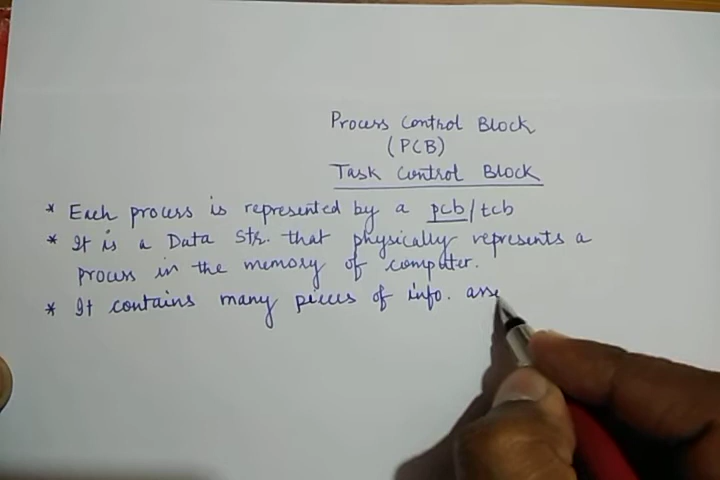 Process Control Block
(PCB)
Task Control Block
* Each process is represented by a pcb/tcb
* It is a Data Str. that physically represents a
process in the memory of computer.
* It contains many pieces of info. ass